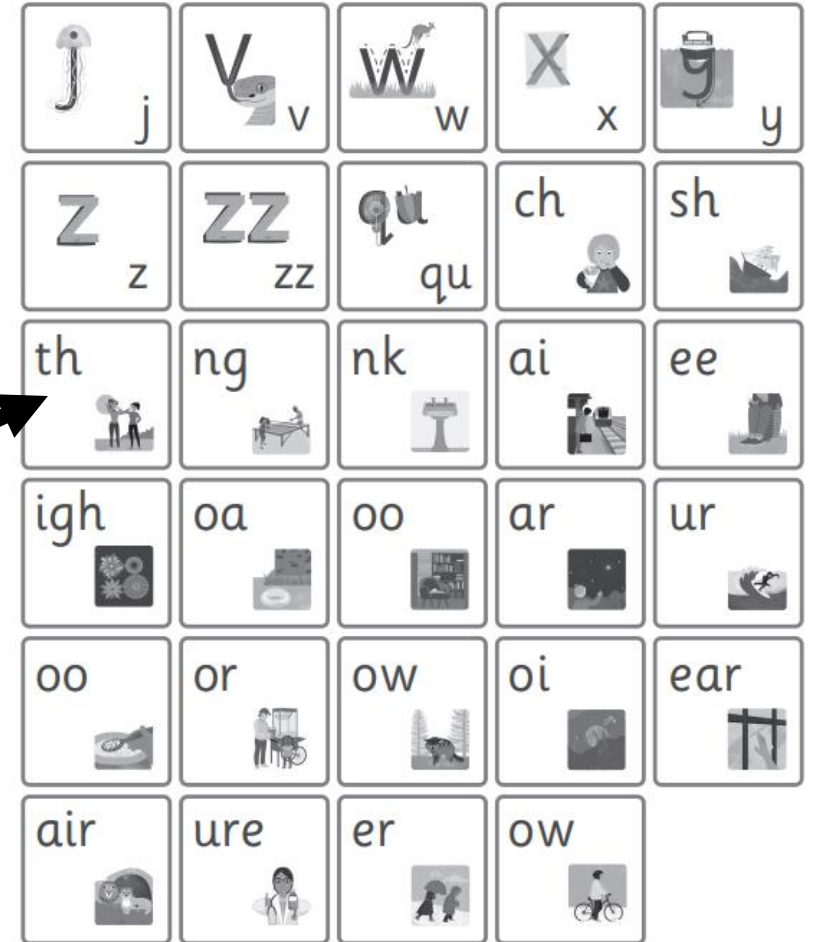 j v w x y
z zz qu ch sh
th ng nk ai ee
igh oa oo ar ur
oo or ow oi ear
air ure er ow